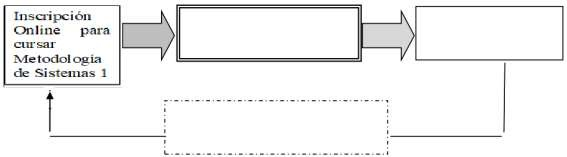 Inscripción
Online para
cursar
Metodología
de Sistemas 1